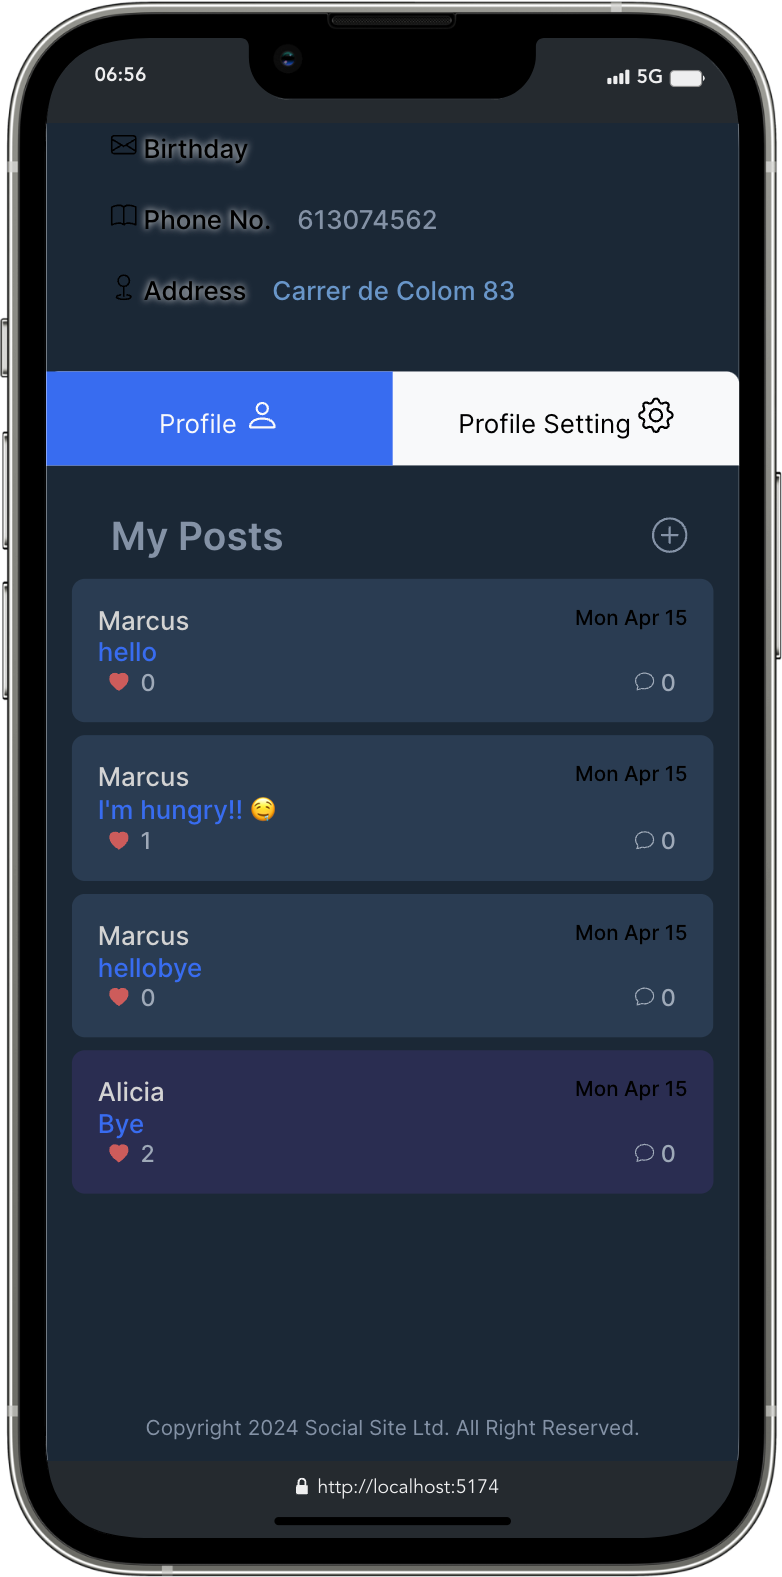 06:56 5G
Birthday
Phone No. 613074562
Address Carrer de Colom 83
Profile Profile Setting
My Posts
Marcus Mon Apr 15
hello
0 0
Marcus Mon Apr 15
I'm hungry!! 🤤
1 0
Marcus Mon Apr 15
hellobye
0 0
Alicia Mon Apr 15
Bye
2 0
Copyright 2024 Social Site Ltd. All Right Reserved.
http://localhost:5174